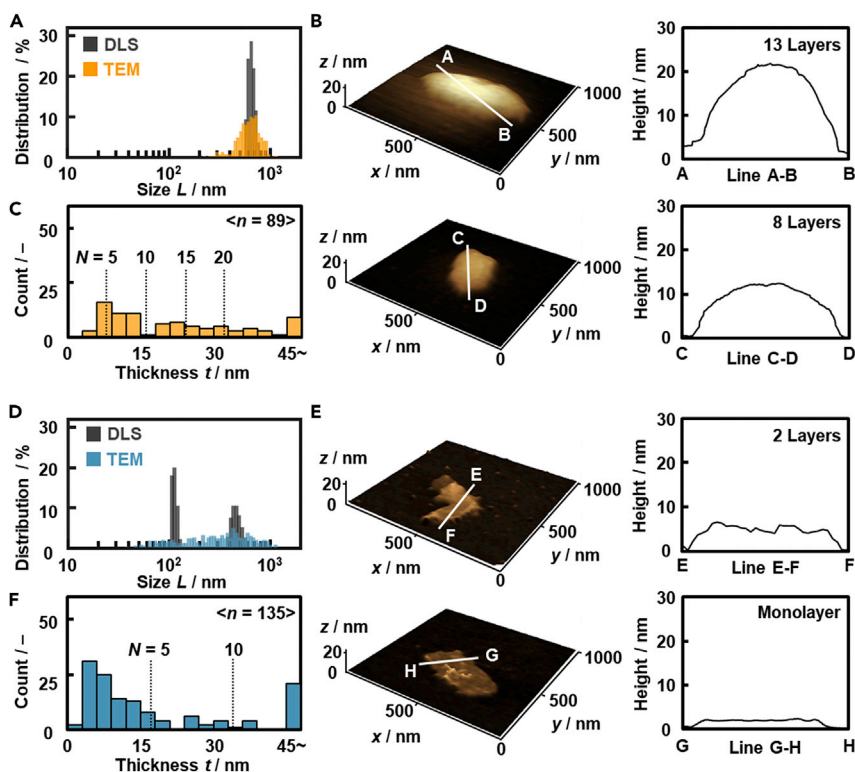 A
30
20
10
0
Distribution / %
DLS
TEM
10
10²
10³
Size L / nm
B
z / nm
20
0
A
B
1000
500
0
500
x / nm
y / nm
30
20
10
0
Height / nm
13 Layers
A
B
Line A-B
C
50
25
0
Count / –
<n = 89>
N = 5
10
15
20
0
15
30
45~
Thickness t / nm
z / nm
20
0
C
D
1000
500
0
500
x / nm
y / nm
30
20
10
0
Height / nm
8 Layers
C
D
Line C-D
D
30
20
10
0
Distribution / %
DLS
TEM
10
10²
10³
Size L / nm
E
z / nm
20
0
E
F
1000
500
0
500
x / nm
y / nm
30
20
10
0
Height / nm
2 Layers
E
F
Line E-F
F
50
25
0
Count / –
<n = 135>
N = 5
10
0
15
30
45~
Thickness t / nm
z / nm
20
0
H
G
1000
500
0
500
x / nm
y / nm
30
20
10
0
Height / nm
Monolayer
G
H
Line G-H